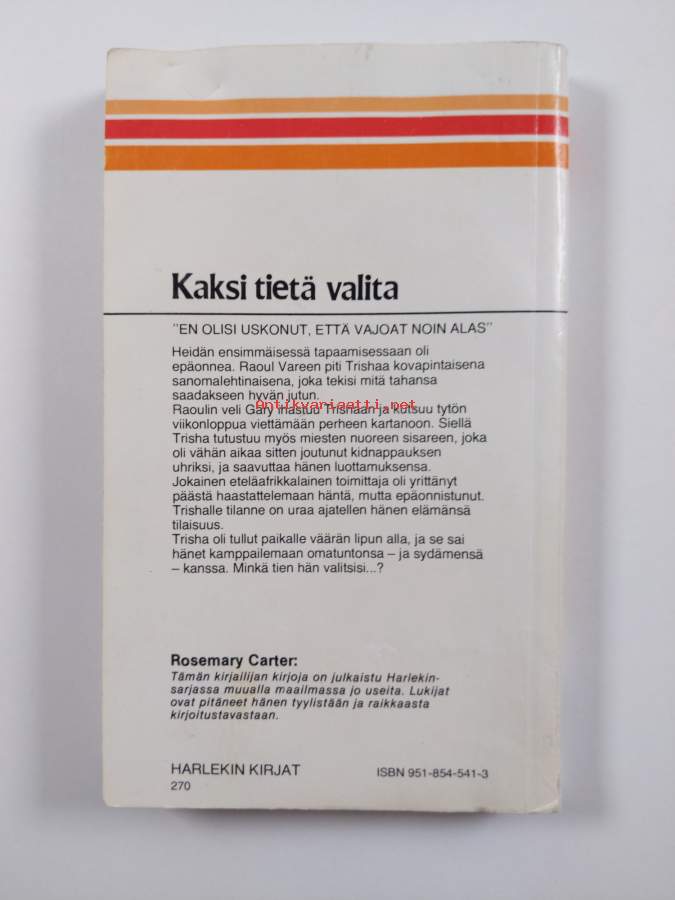 Kaksi tietä valita
"EN OLISI USKONUT, ETTÄ VAJOAT NOIN ALAS"
Heidän ensimmäisessä tapaamisessaan oli
epäonnea. Raoul Vareen piti Trishaa kovapintaisena
sanomalehtinaisena, joka tekisi mitä tahansa
saadakseen hyvän jutun.
Antikvariaatti.net
Raoulin veli Gary ihastuu Trishaan ja kutsuu tytön
viikonloppua viettämään perheen kartanoon. Siellä
Trisha tutustuu myös miesten nuoreen sisareen, joka
oli vähän aikaa sitten joutunut kidnappauksen
uhriksi, ja saavuttaa hänen luottamuksensa.
Jokainen eteläafrikkalainen toimittaja oli yrittänyt
päästä haastattelemaan häntä, mutta epäonnistunut.
Trishalle tilanne on uraa ajatellen hänen elämänsä
tilaisuus.
Trisha oli tullut paikalle väärän lipun alla, ja se sai
hänet kamppailemaan omatuntonsa – ja sydämensä
– kanssa. Minkä tien hän valitsisi...?
Rosemary Carter:
Tämän kirjailijan kirjoja on julkaistu Harlekin-
sarjassa muualla maailmassa jo useita. Lukijat
ovat pitäneet hänen tyylistään ja raikkaasta
kirjoitustavastaan.
HARLEKIN KIRJAT
270
ISBN 951-854-541-3